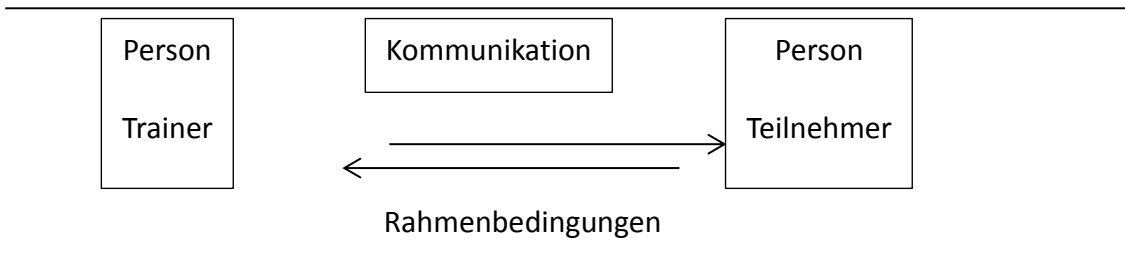 Person
Trainer
Kommunikation
Person
Teilnehmer
Rahmenbedingungen